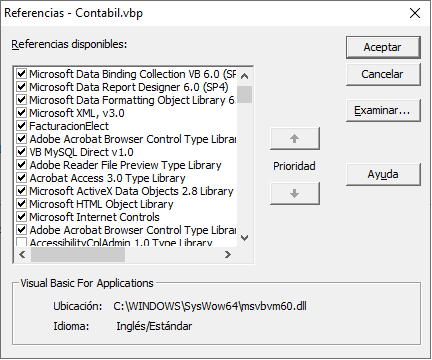 Referencias - Contabil.vbp
Referencias disponibles:
Microsoft Data Binding Collection VB 6.0 (SP
Microsoft Data Report Designer 6.0 (SP4)
Microsoft Data Formatting Object Library 6.
Microsoft XML, v3.0
FacturacionElect
Adobe Acrobat Browser Control Type Library
VB MySQL Direct v1.0
Adobe Reader File Preview Type Library
Acrobat Access 3.0 Type Library
Microsoft ActiveX Data Objects 2.8 Library
Microsoft HTML Object Library
Microsoft Internet Controls
Adobe Acrobat Browser Control Type Library
AccessibilityCplAdmin 1.0 Type Library
Aceptar
Cancelar
Examinar...
Prioridad
Ayuda
Visual Basic For Applications
Ubicación: C:\WINDOWS\SysWow64\msvbvm60.dll
Idioma: Inglés/Estándar